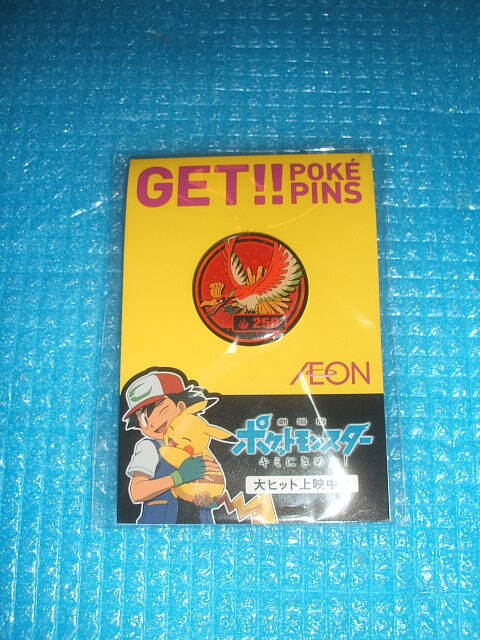 GET!! POKÉ PINS
250
ÆON
劇場版
ポケットモンスター
キミにきめた!
大ヒット上映中